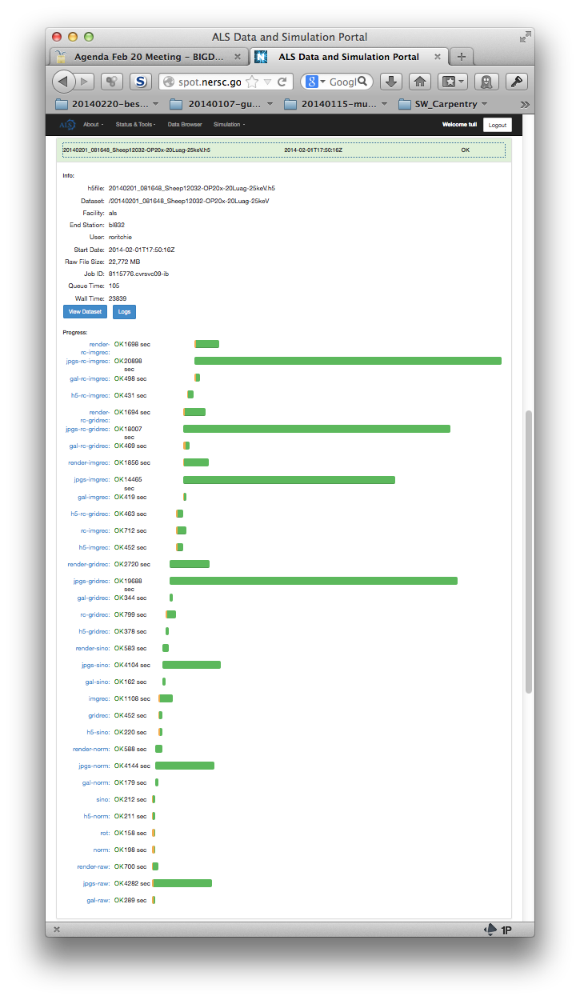 ALS Data and Simulation Portal
Agenda Feb 20 Meeting – BIGD...
ALS Data and Simulation Portal
spot.nersc.go
Googl
20140220-bes...
20140107-gu...
20140115-mu...
SW_Carpentry
ALS
About
Status & Tools
Data Browser
Simulation
Welcome tull
Logout
20140201_081648_Sheep12032-OP20x-20Luag-25keV.h5 2014-02-01T17:50:16Z OK
Info:
h5file: 20140201_081648_Sheep12032-OP20x-20Luag-25keV.h5
Dataset: /20140201_081648_Sheep12032-OP20x-20Luag-25keV
Facility: als
End Station: bl832
User: roritchie
Start Date: 2014-02-01T17:50:16Z
Raw File Size: 22,772 MB
Job ID: 8115776.cvrsvc09-ib
Queue Time: 105
Wall Time: 23839
View Dataset
Logs
Progress:
render-
rc-imgrec:
OK1698 sec
jpgs-rc-imgrec: OK20898
sec
gal-rc-imgrec: OK498 sec
h5-rc-imgrec: OK431 sec
render-
rc-gridrec:
OK1694 sec
jpgs-rc-gridrec: OK18007
sec
gal-rc-gridrec: OK469 sec
render-imgrec: OK1856 sec
jpgs-imgrec: OK14465
sec
gal-imgrec: OK419 sec
h5-rc-gridrec: OK463 sec
rc-imgrec: OK712 sec
h5-imgrec: OK452 sec
render-gridrec: OK2720 sec
jpgs-gridrec: OK19688
sec
gal-gridrec: OK344 sec
rc-gridrec: OK799 sec
h5-gridrec: OK378 sec
render-sino: OK583 sec
jpgs-sino: OK4104 sec
gal-sino: OK162 sec
imgrec: OK1108 sec
gridrec: OK452 sec
h5-sino: OK220 sec
render-norm: OK588 sec
jpgs-norm: OK4144 sec
gal-norm: OK179 sec
sino: OK212 sec
h5-norm: OK211 sec
rot: OK158 sec
norm: OK198 sec
render-raw: OK700 sec
jpgs-raw: OK4282 sec
gal-raw: OK289 sec
1P